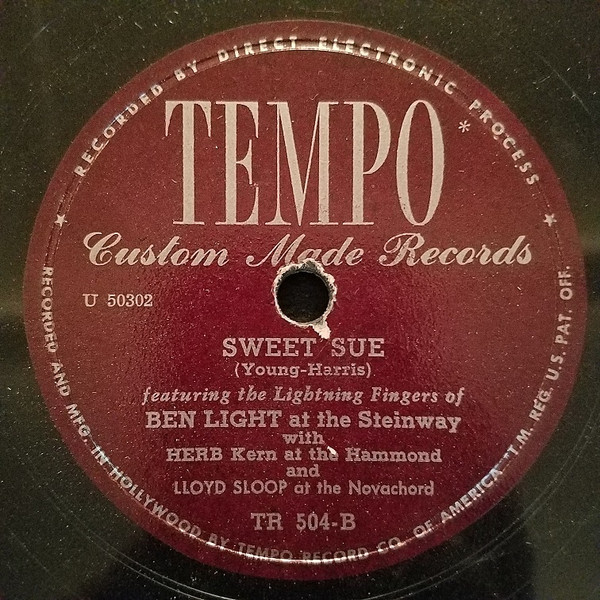 RECORDED BY DIRECT ELECTRONIC PROCESS
TEMPO*
Custom Made Records
U 50302
SWEET SUE
(Young-Harris)
featuring the Lightning Fingers of
BEN LIGHT at the Steinway
with
HERB Kern at the Hammond
and
LLOYD SLOOP at the Novachord
TR 504-B
RECORDED AND MFG. IN HOLLYWOOD BY TEMPO RECORD CO. OF AMERICA *T.M. REG. U.S. PAT. OFF.